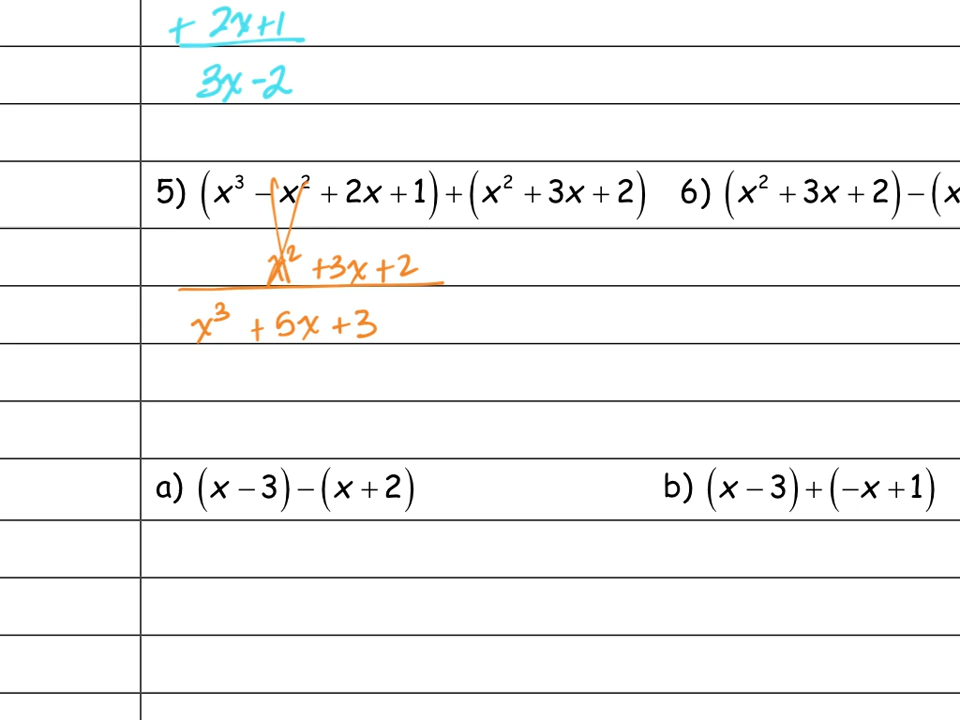 + 2x+1
3x-2
5) (x³ − x² + 2x + 1) + (x² + 3x + 2) 6) (x² + 3x + 2) − (x
x² +3x+2
x³ +5x+3
a) (x − 3) − (x + 2) b) (x − 3) + (−x + 1)